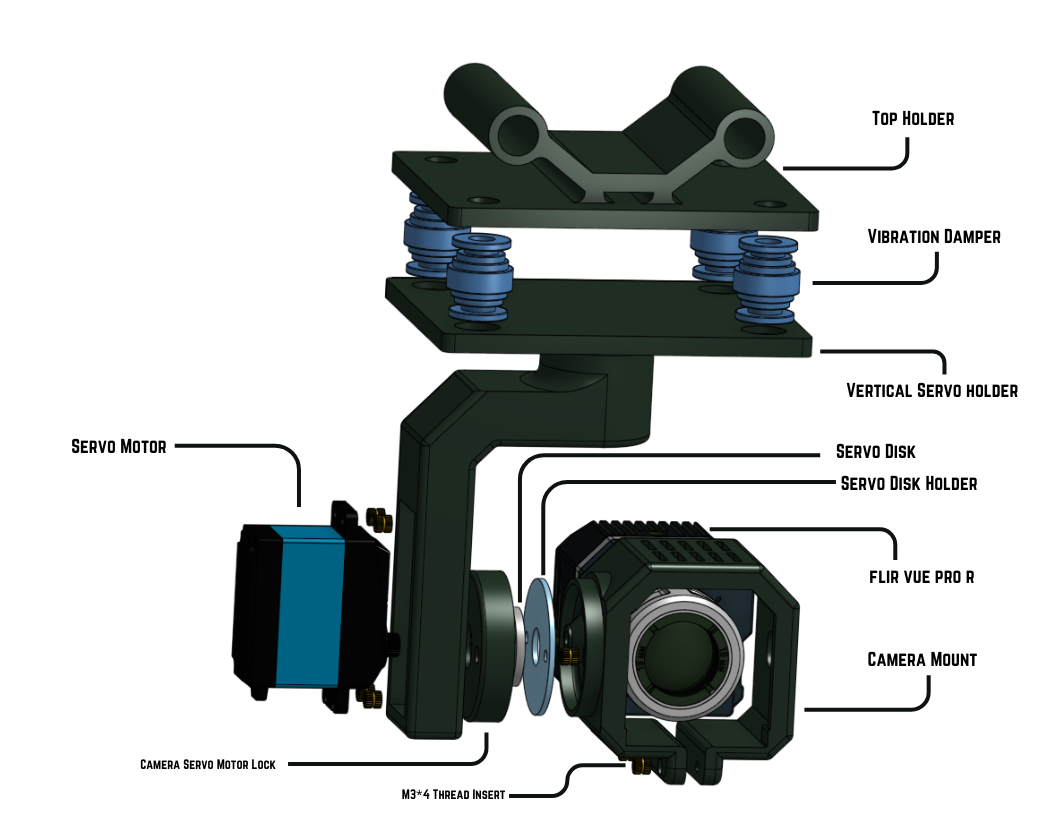 Top Holder
Vibration Damper
Vertical Servo holder
Servo Motor
Servo Disk
Servo Disk Holder
FLIR VUE PRO R
Camera Mount
Camera Servo Motor Lock
M3*4 Thread Insert